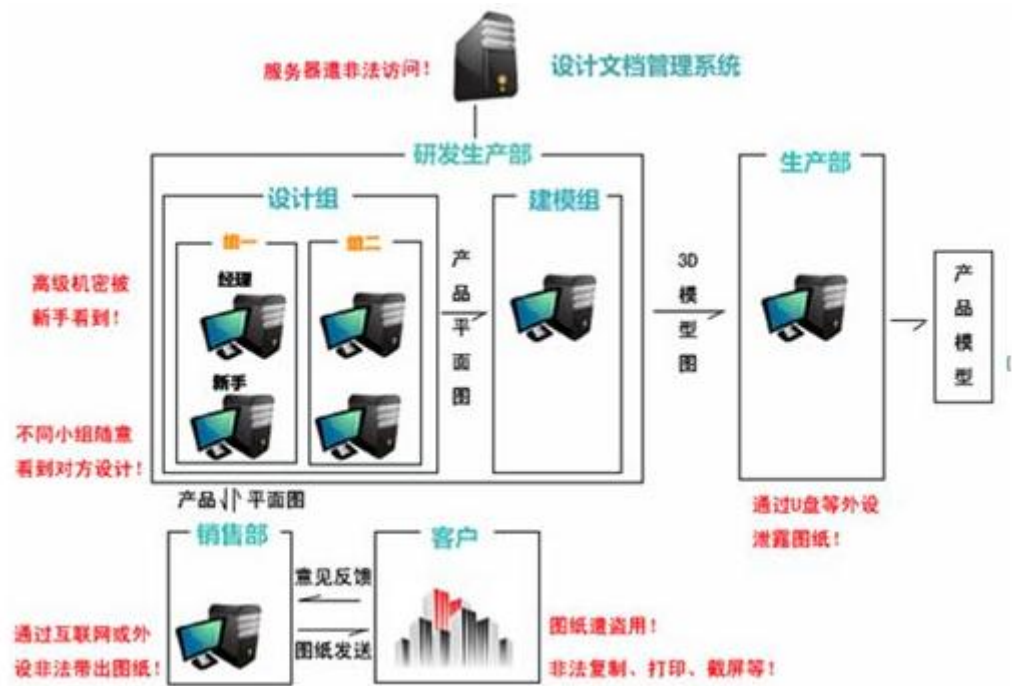 服务器遭非法访问！
设计文档管理系统
研发生产部
生产部
设计组
建模组
组一
组二
经理
新手
产品平面图
3D模型图
产品模型
高级机密被
新手看到！
不同小组随意
看到对方设计！
产品
平面图
通过U盘等外设
泄露图纸！
销售部
客户
意见反馈
图纸发送
通过互联网或外
设非法带出图纸！
图纸遭盗用！
非法复制、打印、截屏等！